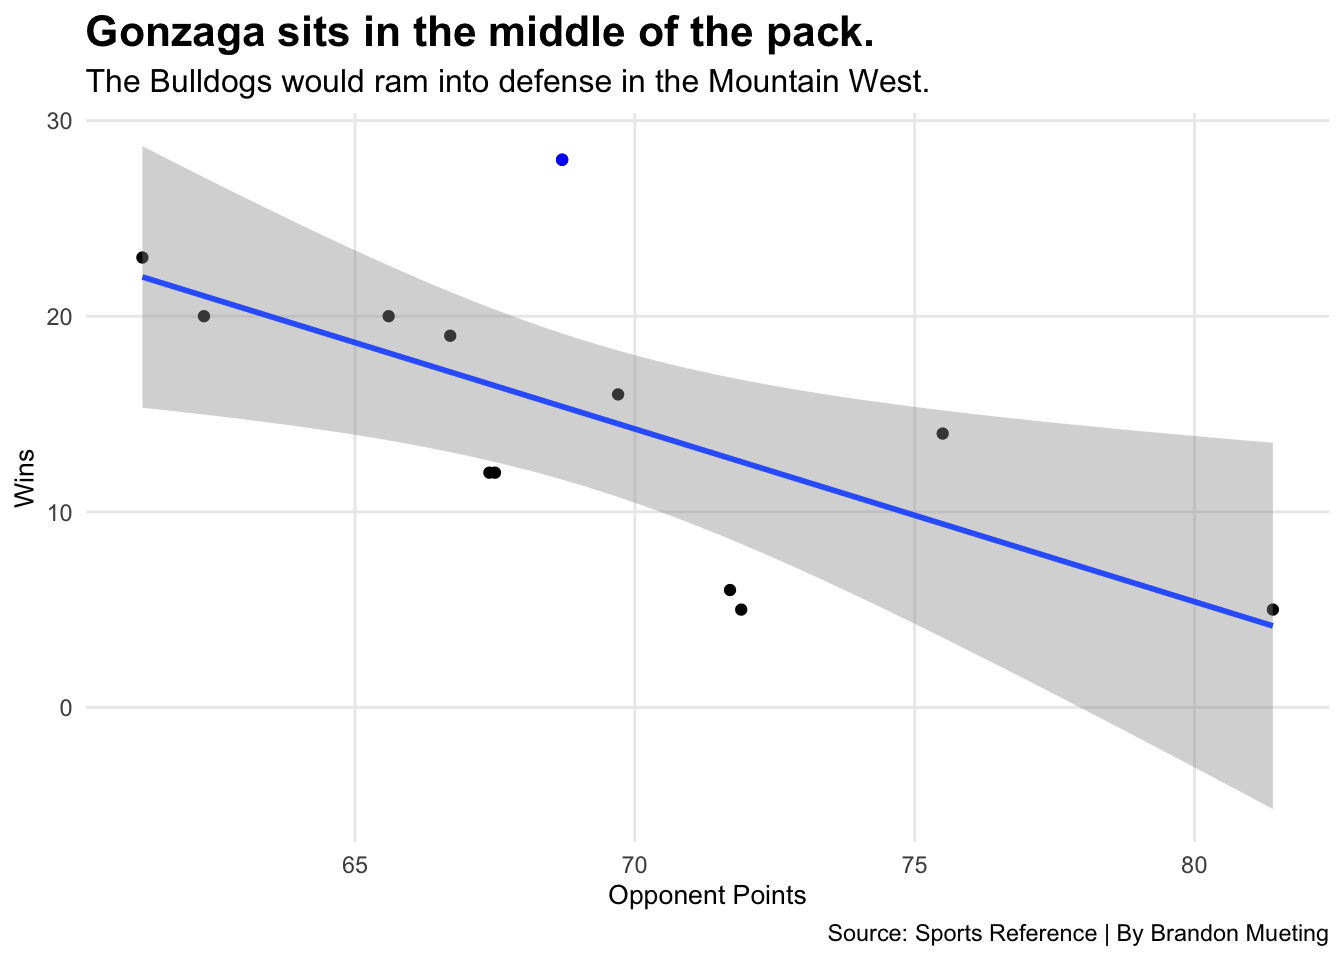 Gonzaga sits in the middle of the pack.
The Bulldogs would ram into defense in the Mountain West.
30
20
10
0
Wins
65 70 75 80
Opponent Points
Source: Sports Reference | By Brandon Mueting